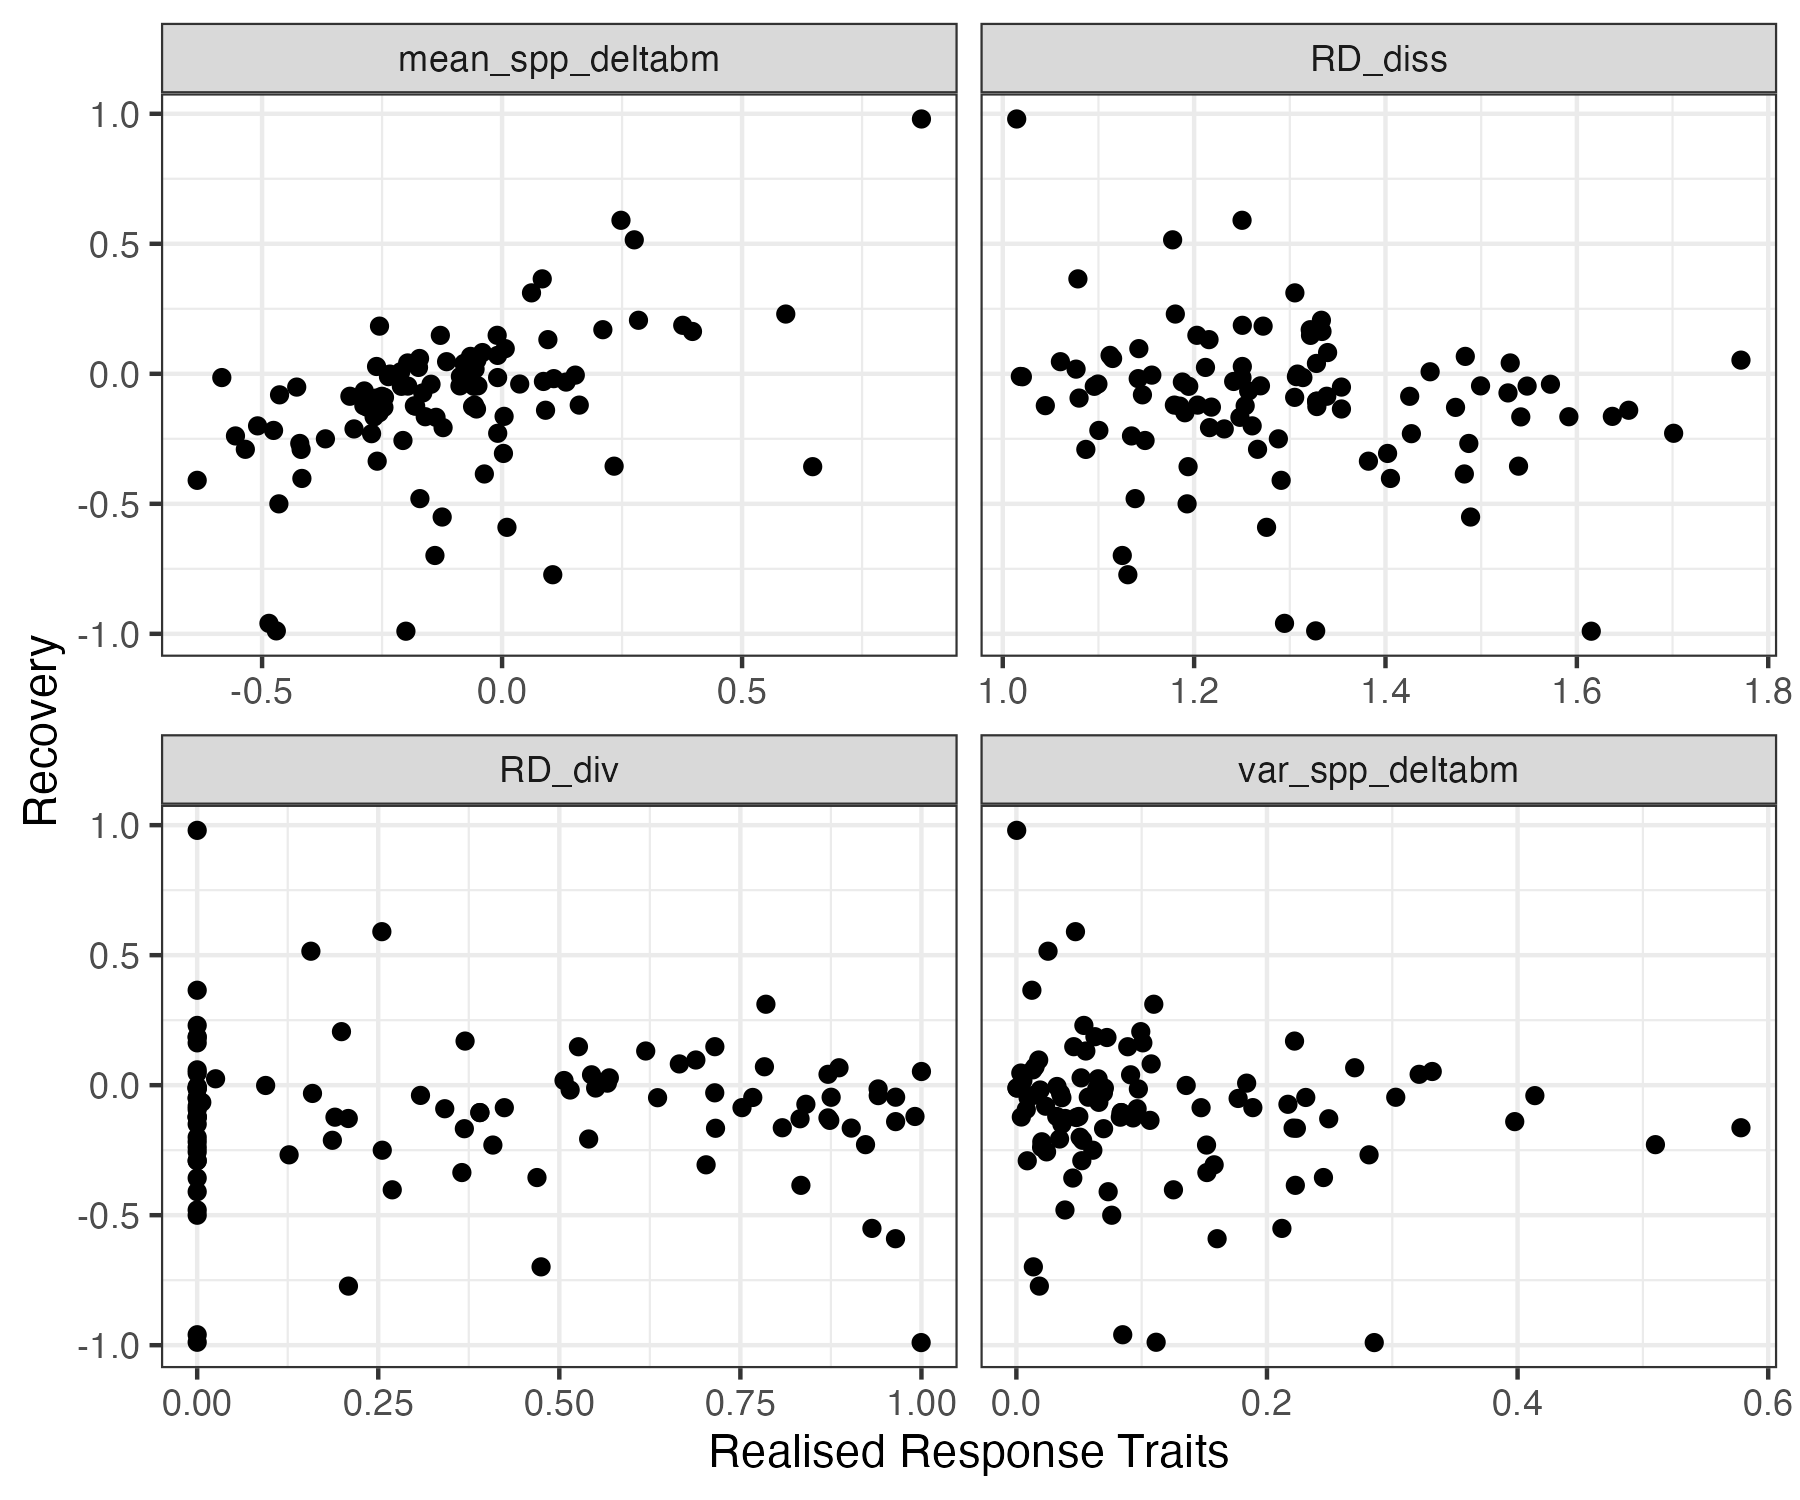 mean_spp_deltabm
RD_diss
1.0
0.5
0.0
-0.5
-1.0
-0.5 0.0 0.5
1.0 1.2 1.4 1.6 1.8
Recovery
RD_div
var_spp_deltabm
1.0
0.5
0.0
-0.5
-1.0
0.00 0.25 0.50 0.75 1.00
0.0 0.2 0.4 0.6
Realised Response Traits